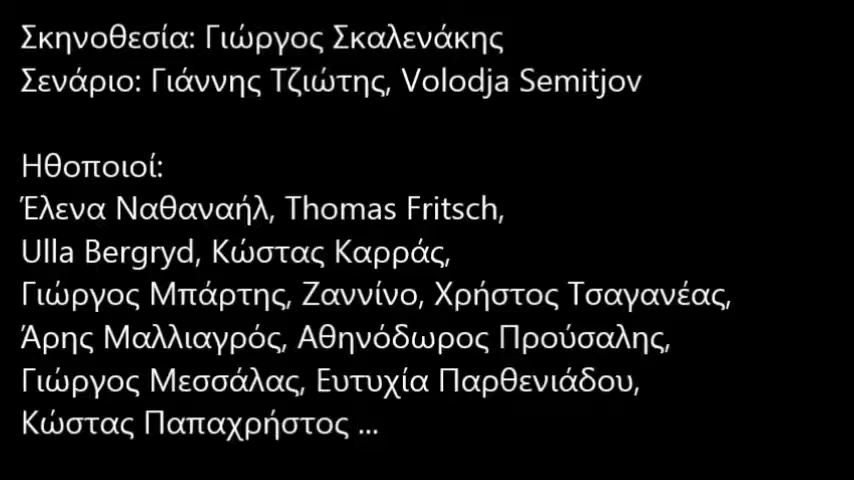 Σκηνοθεσία: Γιώργος Σκαλενάκης
Σενάριο: Γιάννης Τζιώτης, Volodja Semitjov
Ηθοποιοί:
Έλενα Ναθαναήλ, Thomas Fritsch,
Ulla Bergryd, Κώστας Καρράς,
Γιώργος Μπάρτης, Ζαννίνο, Χρήστος Τσαγανέας,
Άρης Μαλλιαγρός, Αθηνόδωρος Προύσαλης,
Γιώργος Μεσσάλας, Ευτυχία Παρθενιάδου,
Κώστας Παπαχρήστος ...